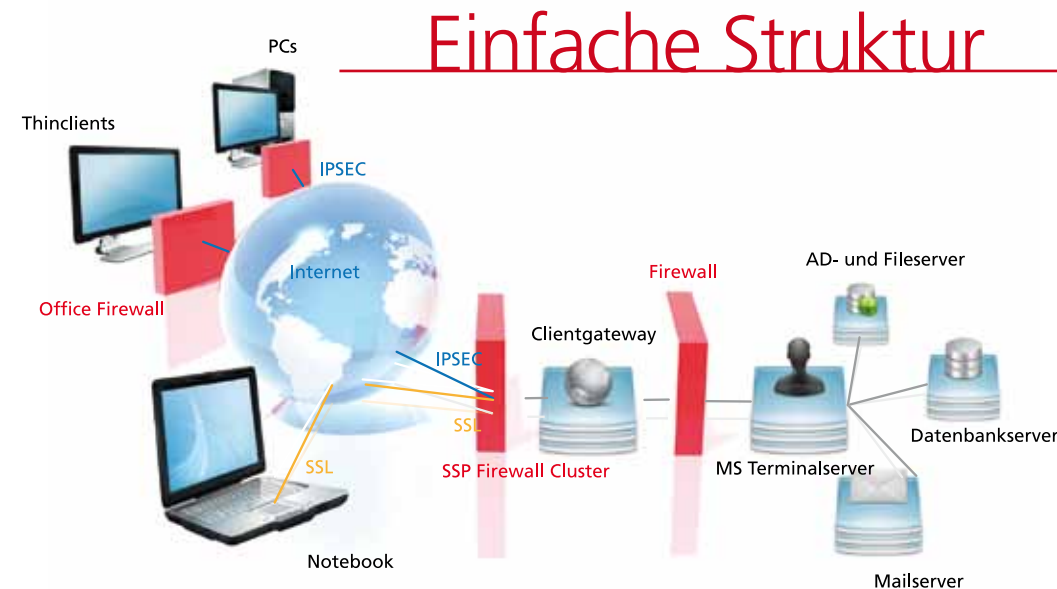 Einfache Struktur
PCs
Thinclients
IPSEC
Internet
Office Firewall
Firewall
AD- und Fileserver
Clientgateway
IPSEC
SSL
SSL
SSP Firewall Cluster
MS Terminalserver
Datenbankserver
Notebook
Mailserver